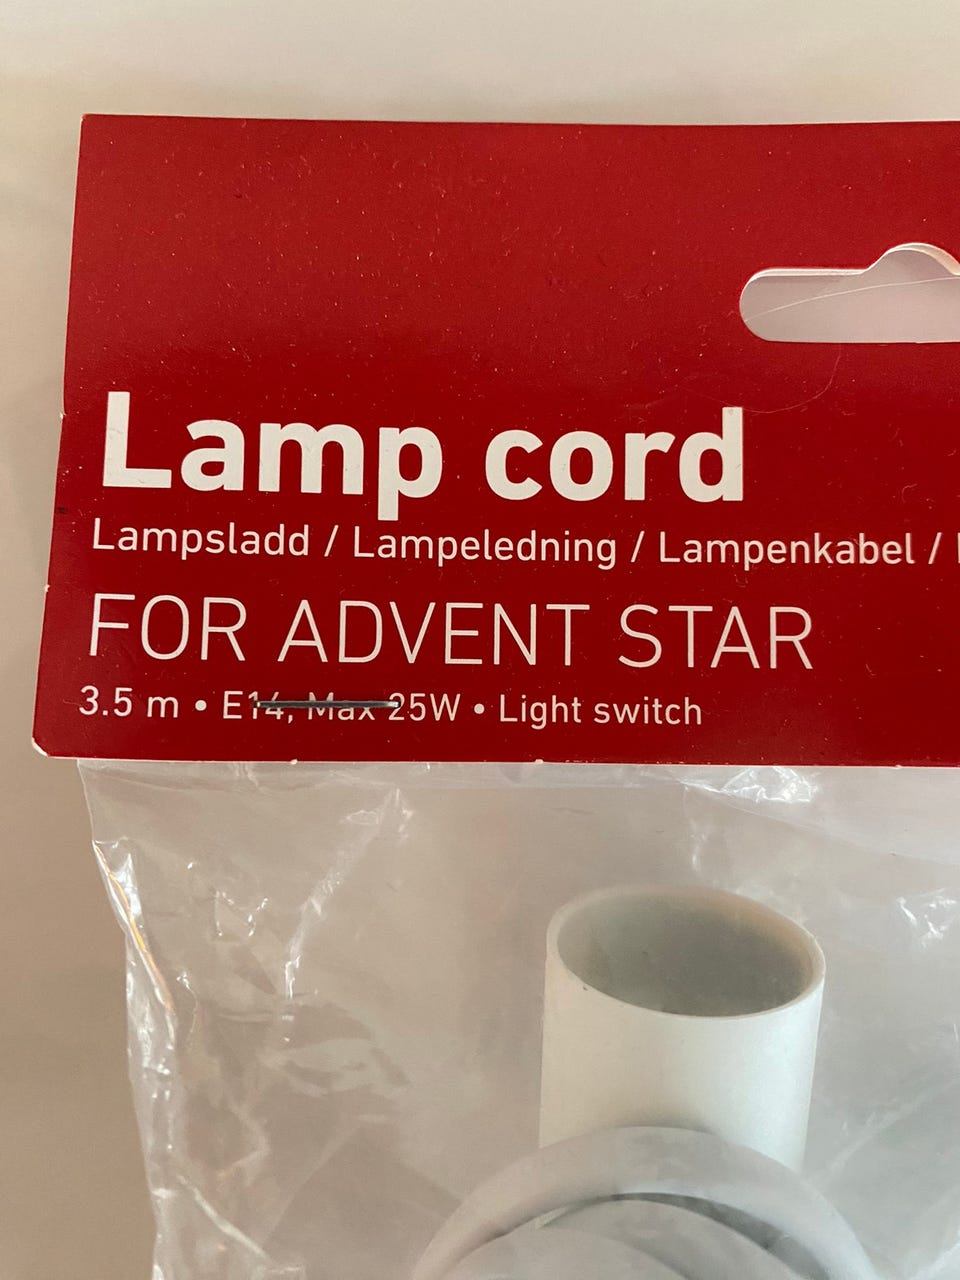 Lamp cord
Lampsladd / Lampeledning / Lampenkabel /
FOR ADVENT STAR
3.5 m • E14, Max 25W • Light switch